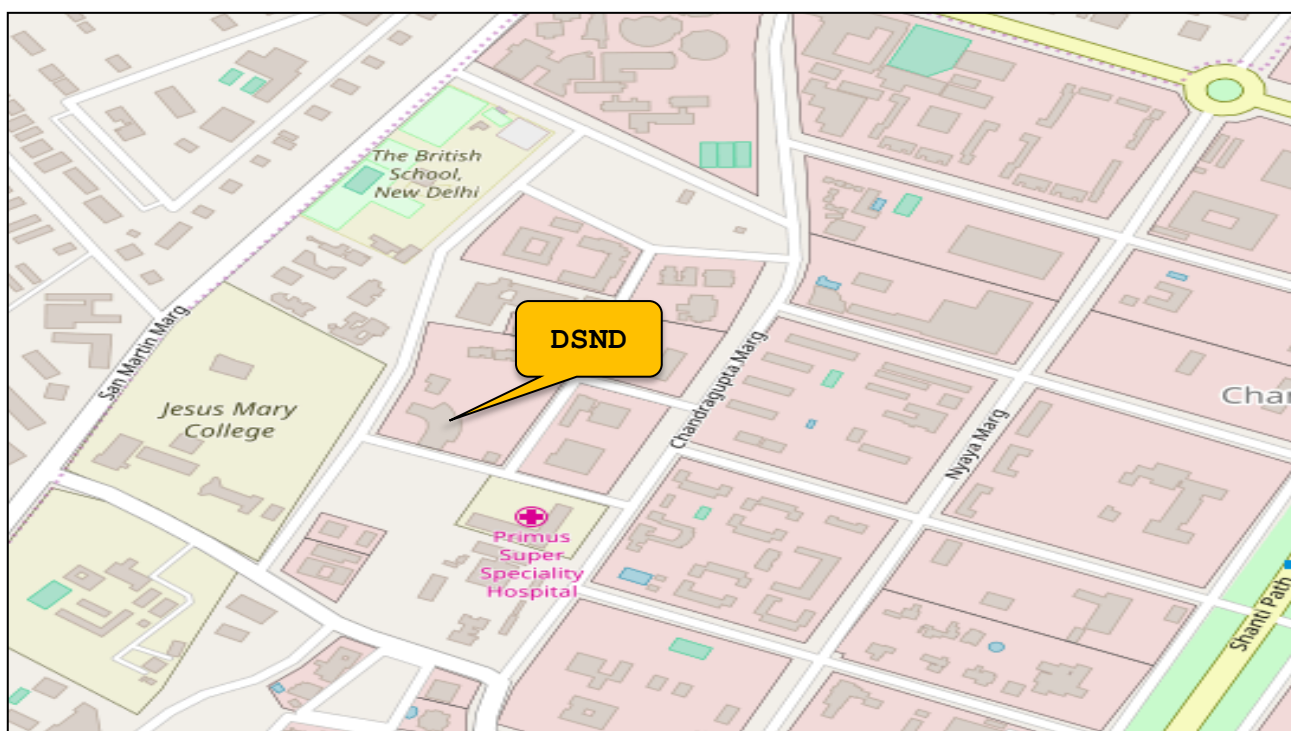 The British
School,
New Delhi
San Martin Marg
DSND
Chandragupta Marg
Jesus Mary
College
Char
Nyaya Marg
Primus
Super
Speciality
Hospital
Shanti Path